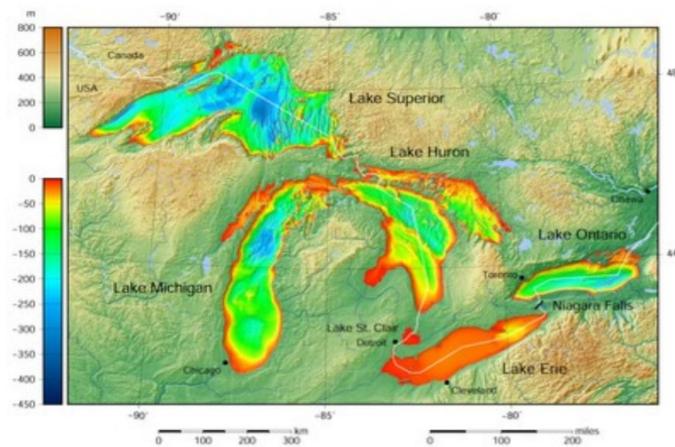 m
-90°
-85°
-80°
800
600
400
200
0
Canada
USA
48
Lake Superior
Lake Huron
Ottawa
Lake Ontario
44
Toronto
Niagara Falls
Lake Michigan
Lake St. Clair
Detroit
Lake Erie
Chicago
Cleveland
0
-50
-100
-150
-200
-250
-300
-350
-400
-450
-90°
-85°
-80°
km
0 100 200 300
miles
0 100 200